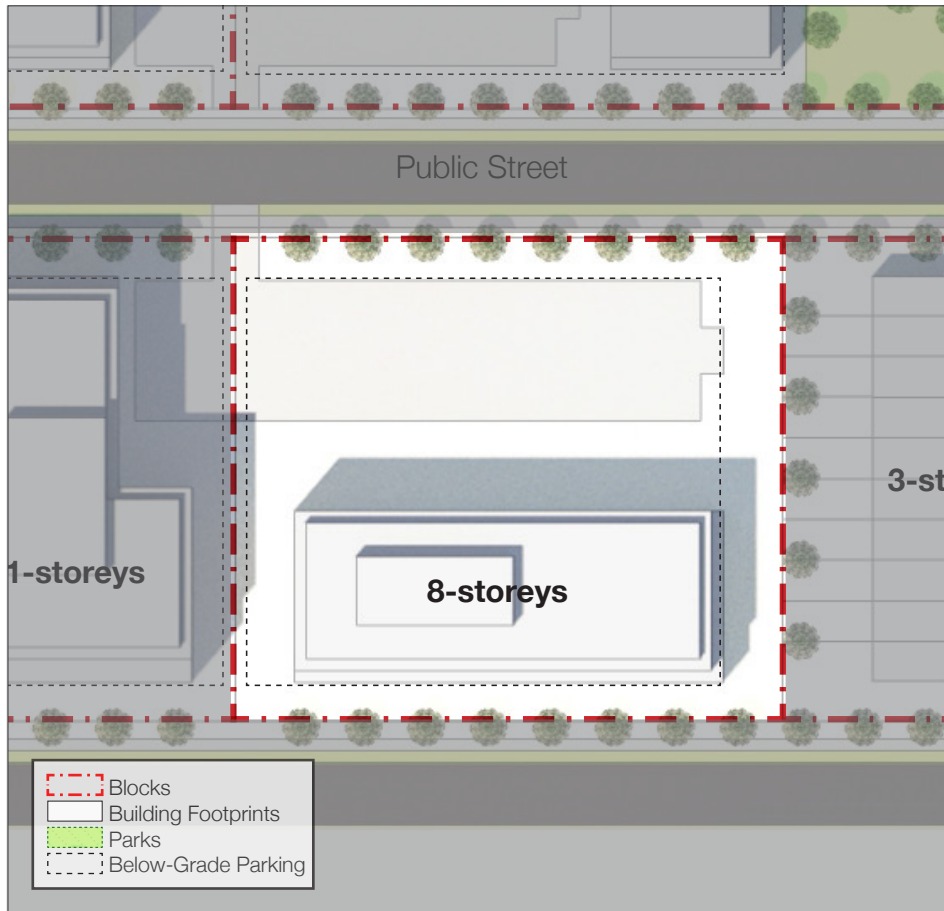 Public Street
3-st
1-storeys
8-storeys
Blocks
Building Footprints
Parks
Below-Grade Parking